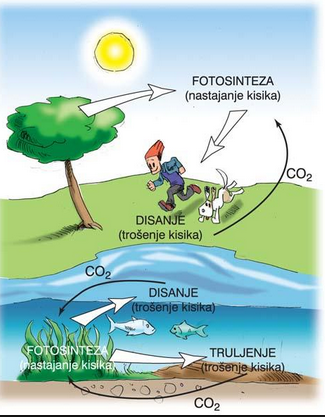 FOTOSINTEZA
(nastajanje kisika)
CO2
DISANJE
(trošenje kisika)
CO2
DISANJE
(trošenje kisika)
FOTOSINTEZA
(nastajanje kisika)
TRULJENJE
(trošenje kisika)
CO2